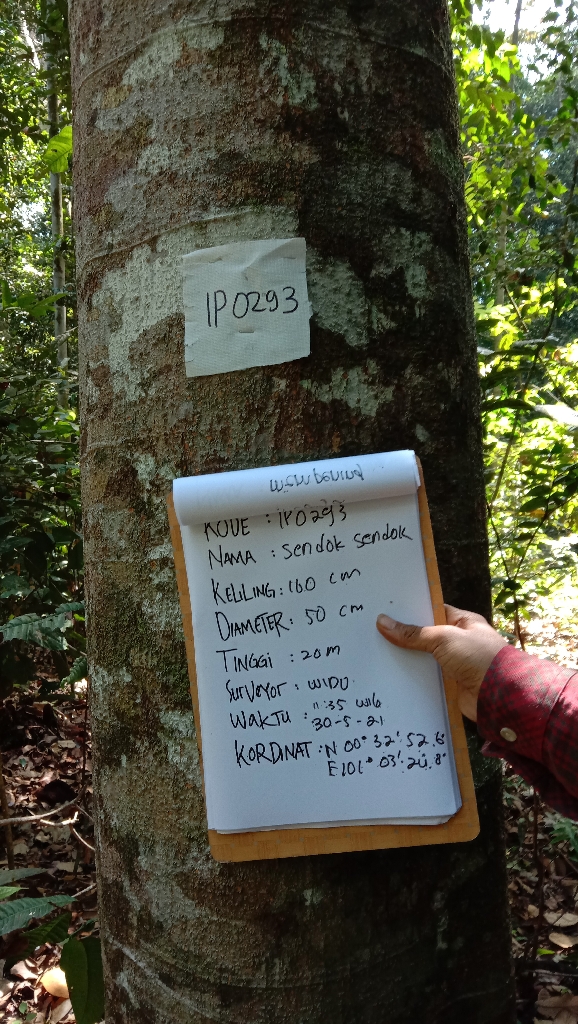 IP0293
KODE : IP0293
NAMA : sendok sendok
KELILING : 160 cm
DIAMETER : 50 cm
TINGGI : 20 m
Surveyor : WIDU
WAKTU : 11:35 WIB
30-5-21
KORDINAT : N 00° 32' 52.6"
E 101° 03' 20.8"